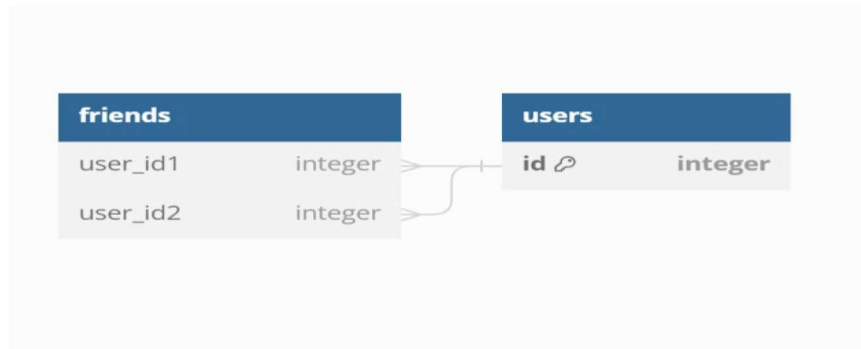 friends
user_id1 integer
user_id2 integer
users
id integer